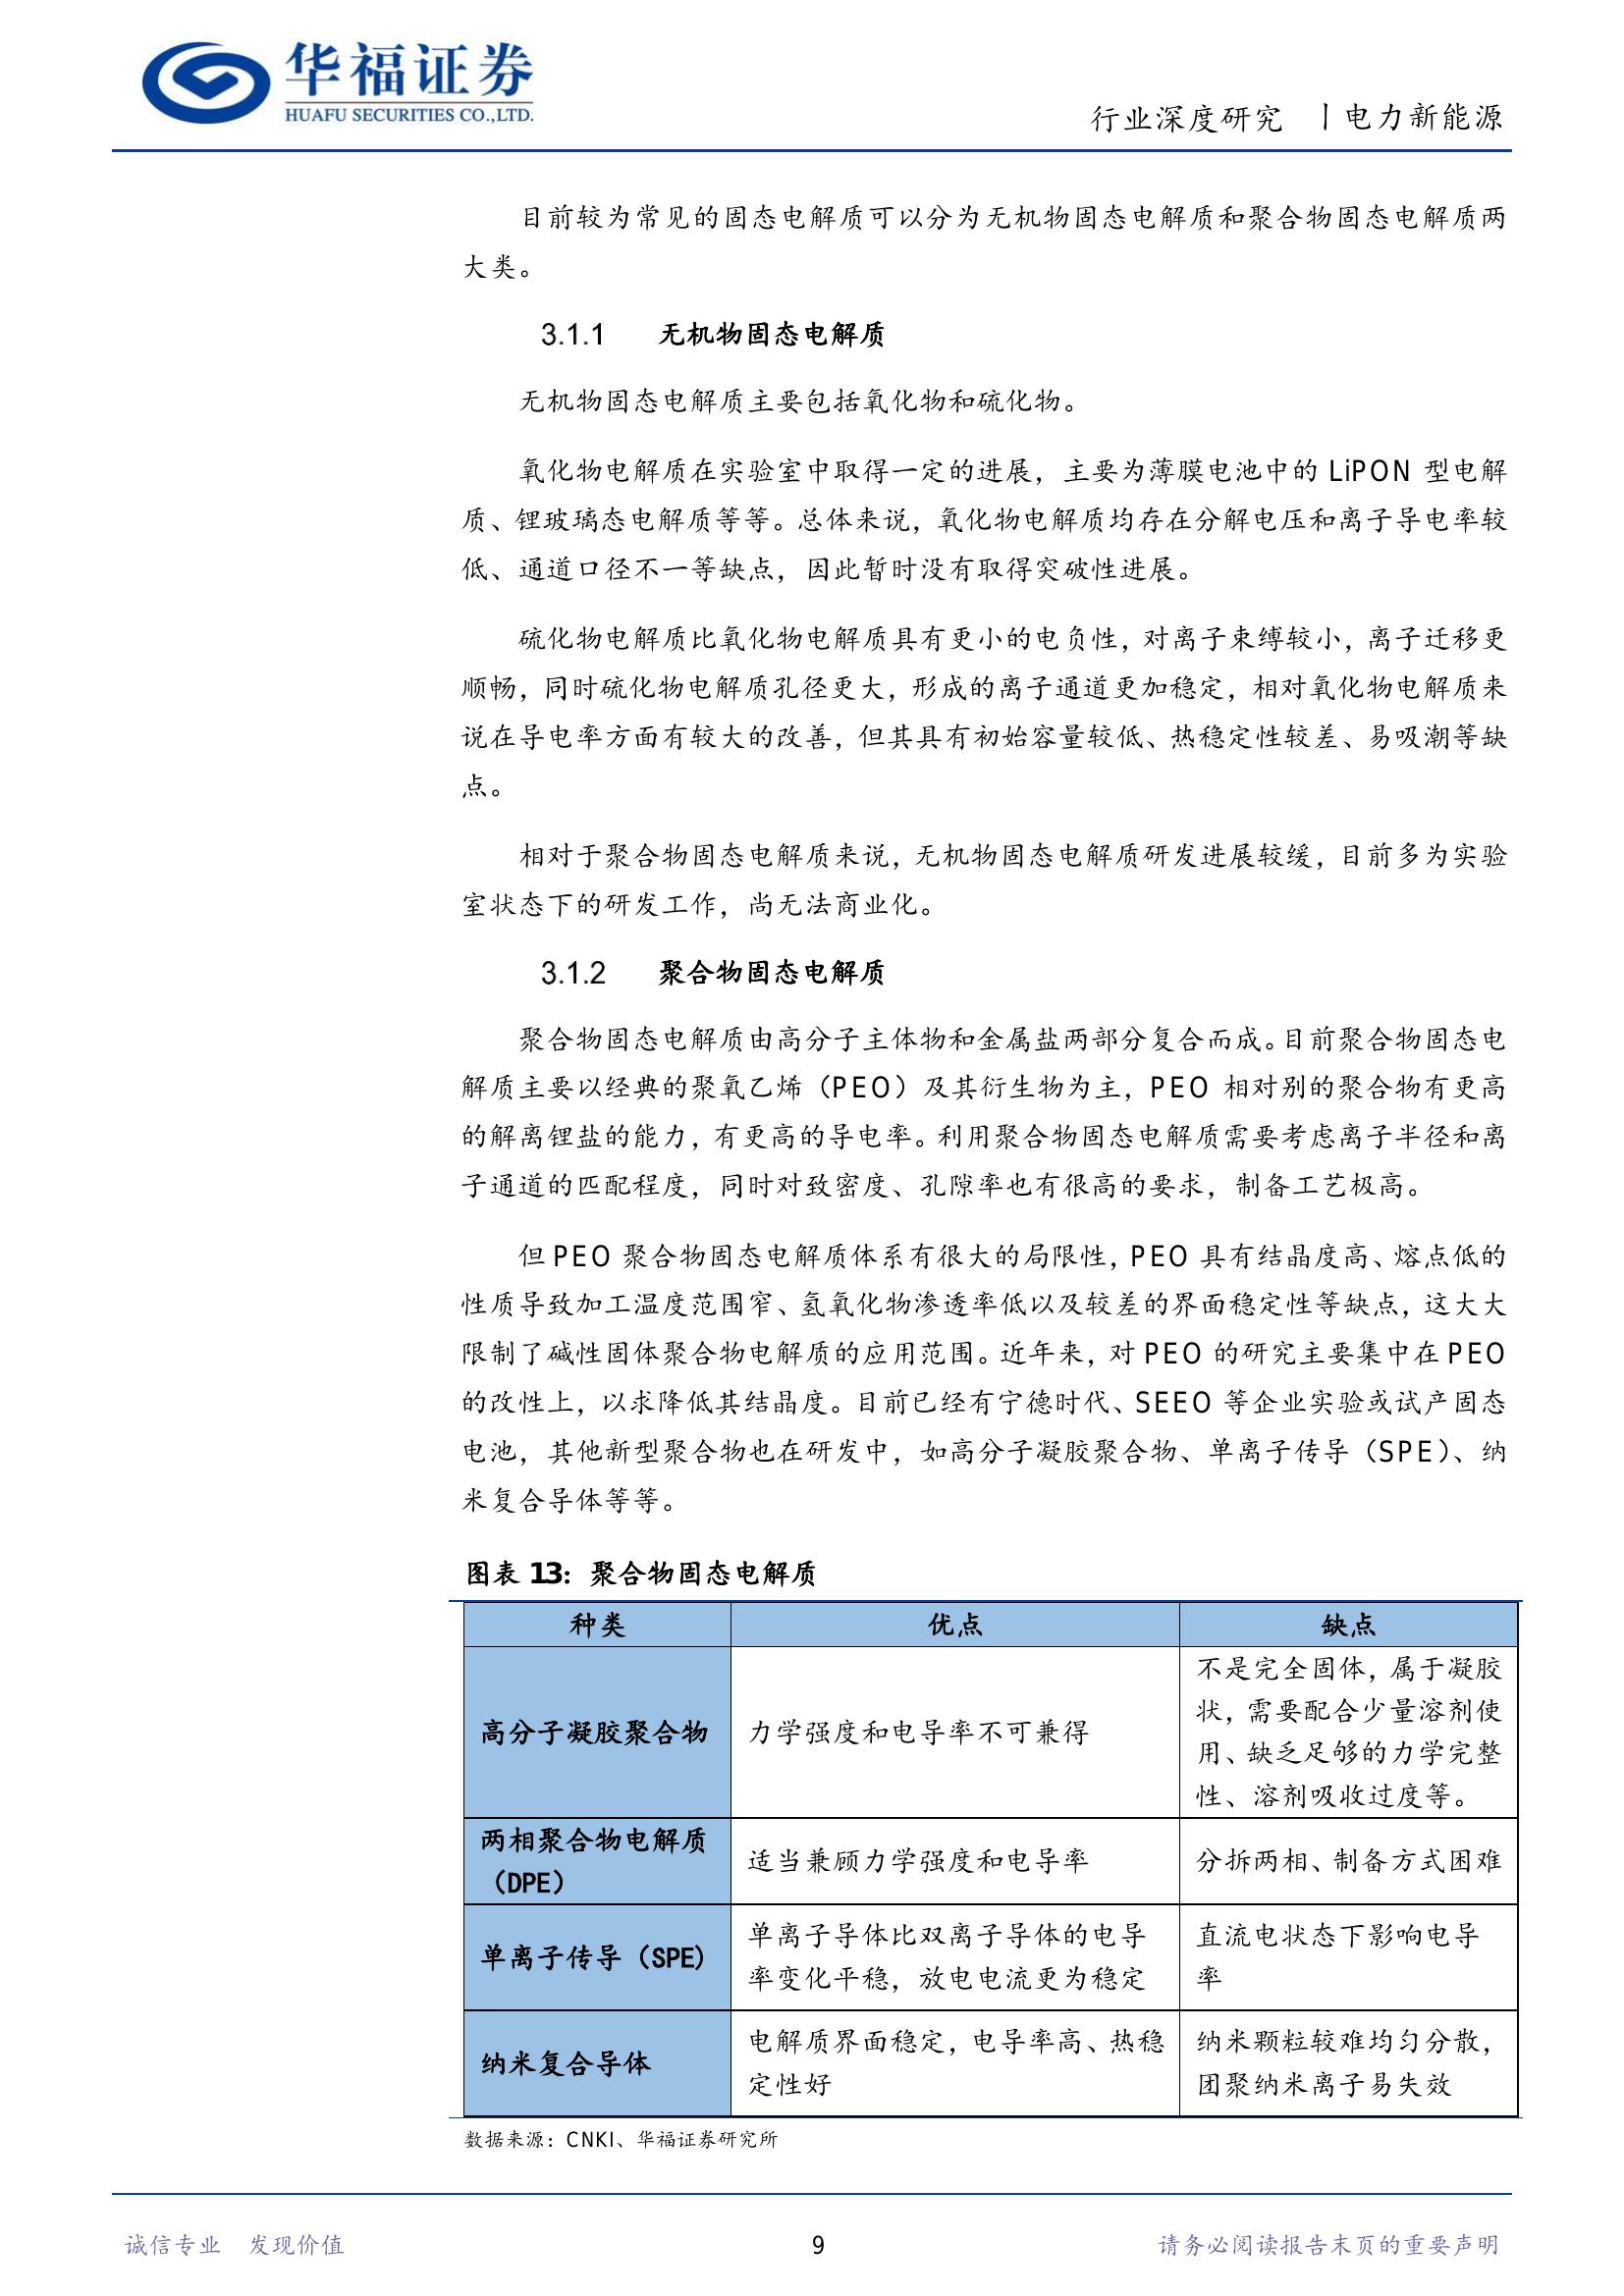 华福证券
HUAFU SECURITIES CO.,LTD.
行业深度研究 丨电力新能源
目前较为常见的固态电解质可以分为无机物固态电解质和聚合物固态电解质两
大类。
3.1.1 无机物固态电解质
无机物固态电解质主要包括氧化物和硫化物。
氧化物电解质在实验室中取得一定的进展，主要为薄膜电池中的 LiPON 型电解
质、锂玻璃态电解质等等。总体来说，氧化物电解质均存在分解电压和离子导电率较
低、通道口径不一等缺点，因此暂时没有取得突破性进展。
硫化物电解质比氧化物电解质具有更小的电负性，对离子束缚较小，离子迁移更
顺畅，同时硫化物电解质孔径更大，形成的离子通道更加稳定，相对氧化物电解质来
说在导电率方面有较大的改善，但其具有初始容量较低、热稳定性较差、易吸潮等缺
点。
相对于聚合物固态电解质来说，无机物固态电解质研发进展较缓，目前多为实验
室状态下的研发工作，尚无法商业化。
3.1.2 聚合物固态电解质
聚合物固态电解质由高分子主体物和金属盐两部分复合而成。目前聚合物固态电
解质主要以经典的聚氧乙烯（PEO）及其衍生物为主，PEO 相对别的聚合物有更高
的解离锂盐的能力，有更高的导电率。利用聚合物固态电解质需要考虑离子半径和离
子通道的匹配程度，同时对致密度、孔隙率也有很高的要求，制备工艺极高。
但 PEO 聚合物固态电解质体系有很大的局限性，PEO 具有结晶度高、熔点低的
性质导致加工温度范围窄、氢氧化物渗透率低以及较差的界面稳定性等缺点，这大大
限制了碱性固体聚合物电解质的应用范围。近年来，对 PEO 的研究主要集中在 PEO
的改性上，以求降低其结晶度。目前已经有宁德时代、SEEO 等企业实验或试产固态
电池，其他新型聚合物也在研发中，如高分子凝胶聚合物、单离子传导（SPE）、纳
米复合导体等等。
图表 13：聚合物固态电解质
种类 优点 缺点
高分子凝胶聚合物
力学强度和电导率不可兼得
不是完全固体，属于凝胶
状，需要配合少量溶剂使
用、缺乏足够的力学完整
性、溶剂吸收过度等。
两相聚合物电解质
（DPE）
适当兼顾力学强度和电导率
分拆两相、制备方式困难
单离子传导（SPE）
单离子导体比双离子导体的电导
率变化平稳，放电电流更为稳定
直流电状态下影响电导
率
纳米复合导体
电解质界面稳定，电导率高、热稳
定性好
纳米颗粒较难均匀分散，
团聚纳米离子易失效
数据来源：CNKI、华福证券研究所
诚信专业 发现价值
9
请务必阅读报告末页的重要声明